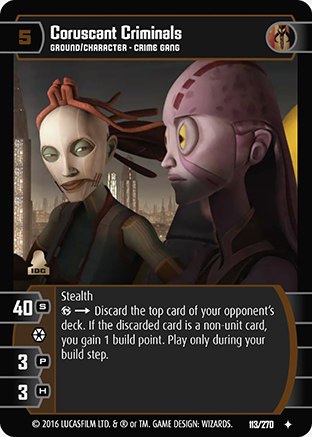 5
Coruscant Criminals
GROUND/CHARACTER - CRIME GANG
IDC
40 S
3 P
3 H
Stealth
→ Discard the top card of your opponent's
deck. If the discarded card is a non-unit card,
you gain 1 build point. Play only during your
build step.
© 2016 LUCASFILM LTD. & ® OR TM. GAME DESIGN: WIZARDS.
113/270